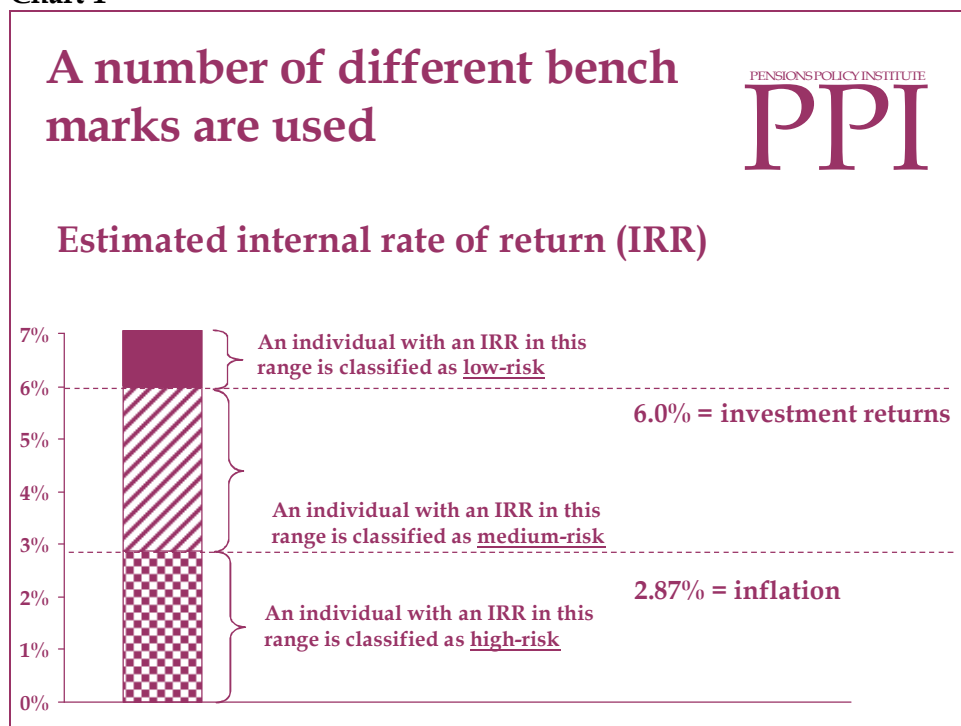 Chart 1
A number of different bench
marks are used
PENSIONS POLICY INSTITUTE
PPI
Estimated internal rate of return (IRR)
7%
An individual with an IRR in this
range is classified as low-risk
6%
6.0% = investment returns
5%
4%
An individual with an IRR in this
range is classified as medium-risk
3%
2.87% = inflation
2%
An individual with an IRR in this
range is classified as high-risk
1%
0%